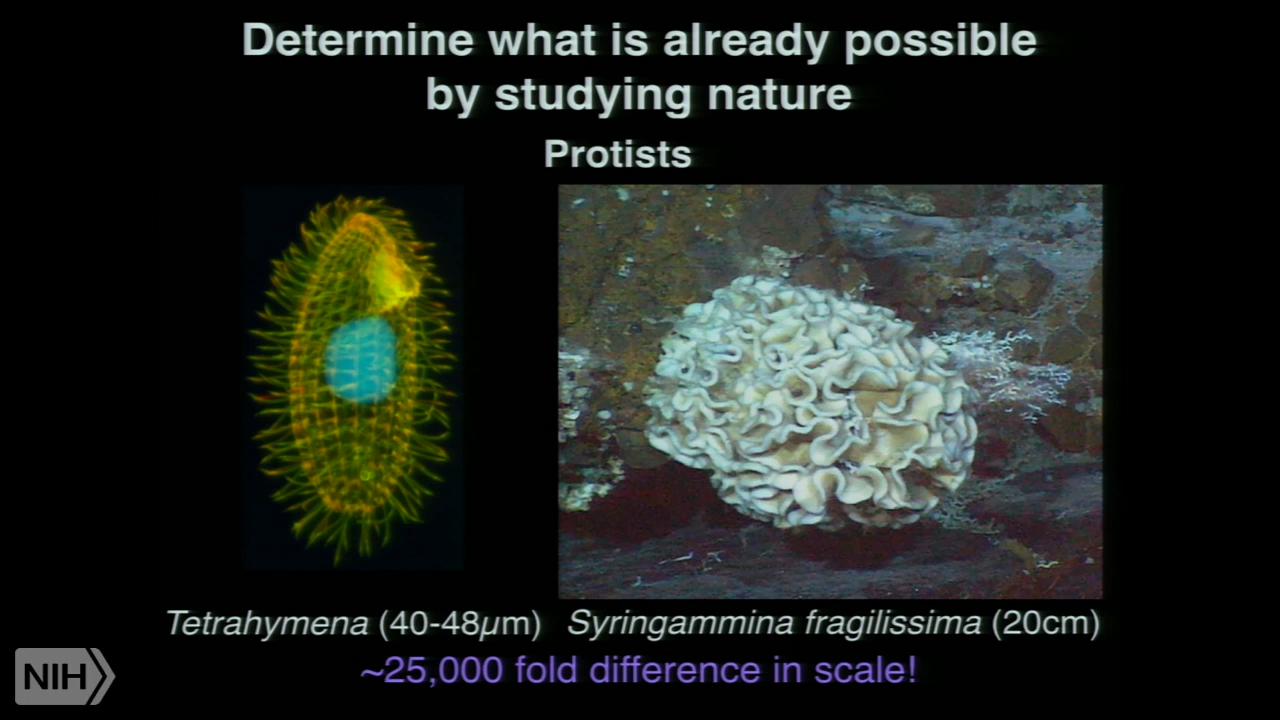 Determine what is already possible
by studying nature
Protists
Tetrahymena (40-48µm)
Syringammina fragilissima (20cm)
~25,000 fold difference in scale!
NIH